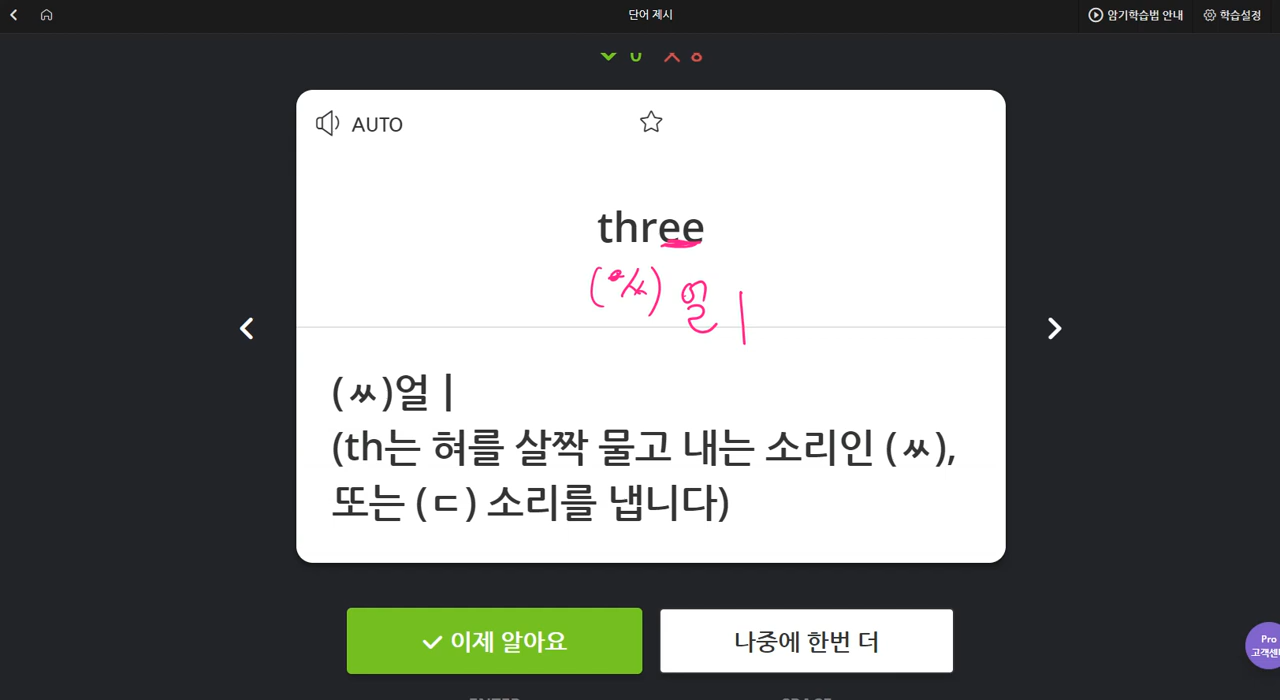 단어 제시
암기학습법 안내
학습설정
AUTO
three
(ㅆ) 얼ㅣ
(ㅆ)얼ㅣ
(th는 혀를 살짝 물고 내는 소리인 (ㅆ),
또는 (ㄷ) 소리를 냅니다)
이제 알아요
나중에 한번 더
Pro